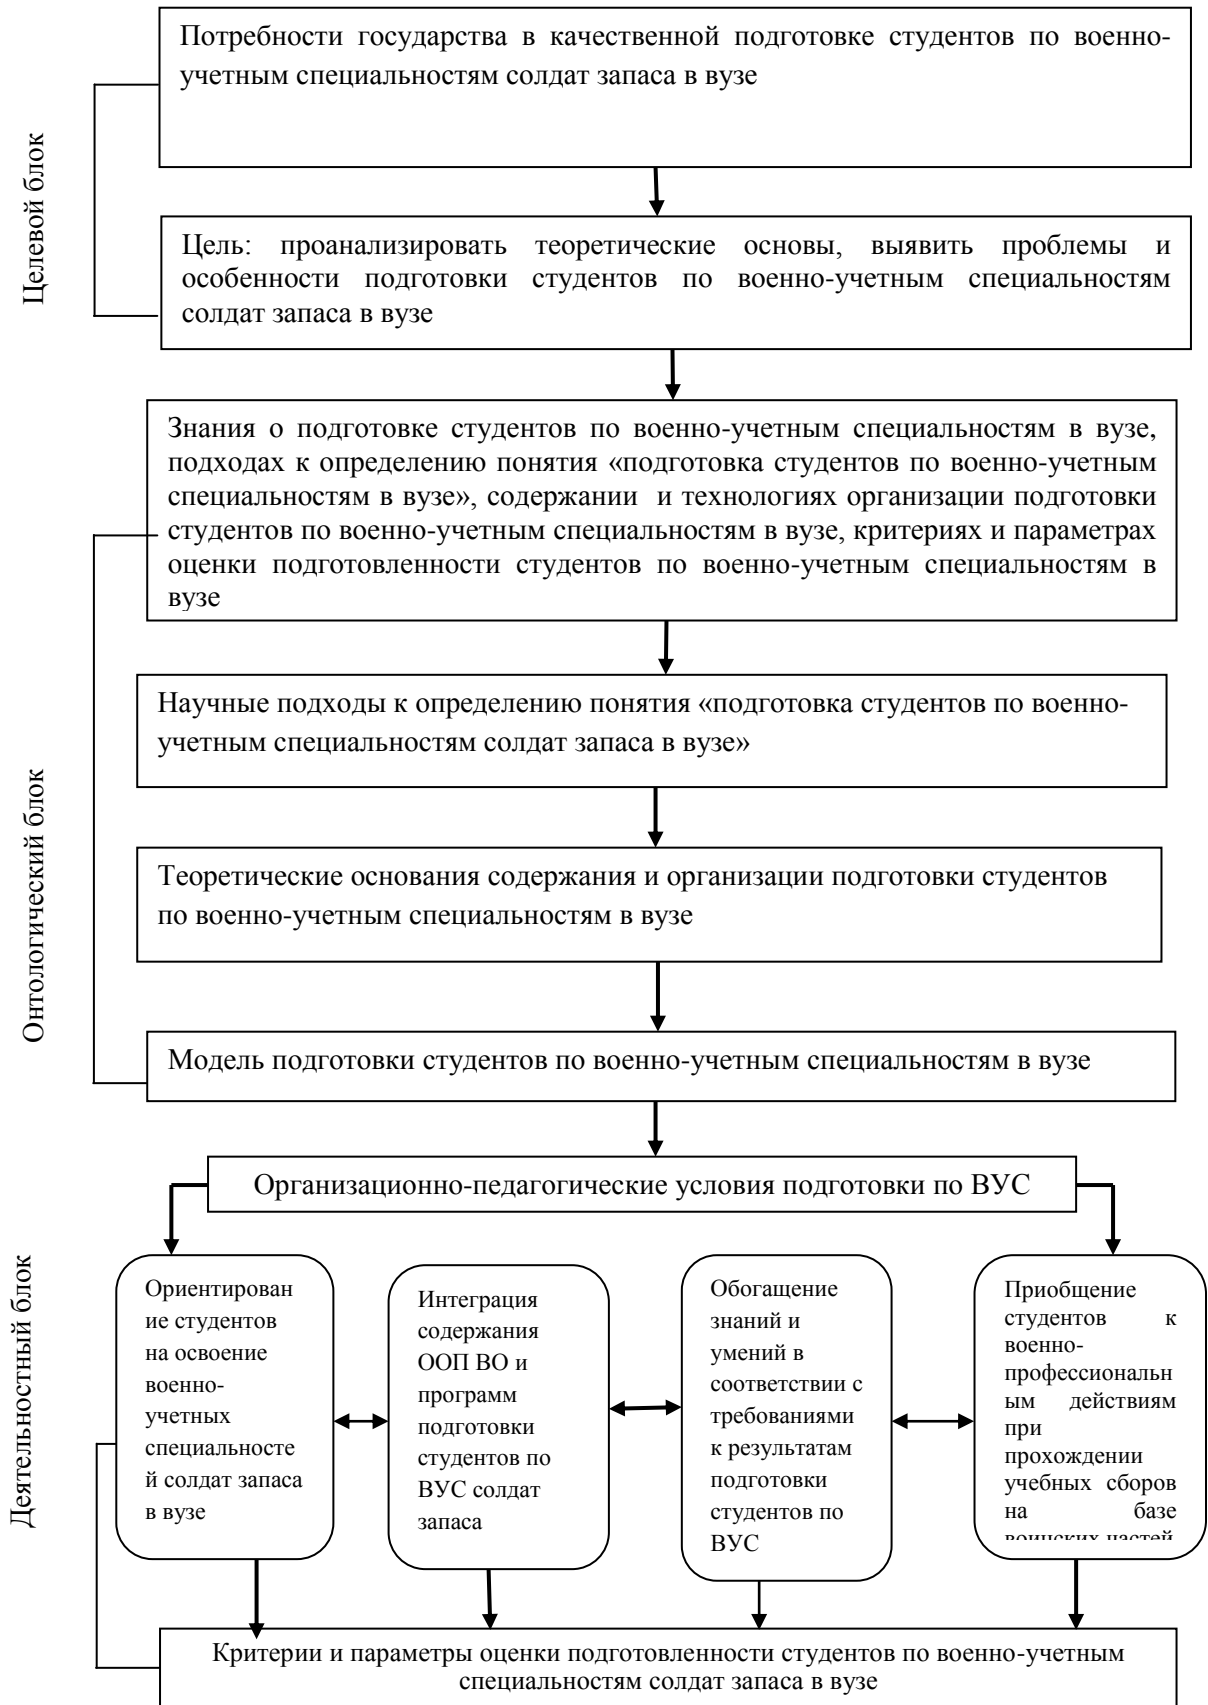 Целевой блок
Потребности государства в качественной подготовке студентов по военно-
учетным специальностям солдат запаса в вузе
Цель: проанализировать теоретические основы, выявить проблемы и
особенности подготовки студентов по военно-учетным специальностям
солдат запаса в вузе
Онтологический блок
Знания о подготовке студентов по военно-учетным специальностям в вузе,
подходах к определению понятия «подготовка студентов по военно-учетным
специальностям в вузе», содержании и технологиях организации подготовки
студентов по военно-учетным специальностям в вузе, критериях и параметрах
оценки подготовленности студентов по военно-учетным специальностям в
вузе
Научные подходы к определению понятия «подготовка студентов по военно-
учетным специальностям солдат запаса в вузе»
Теоретические основания содержания и организации подготовки студентов
по военно-учетным специальностям в вузе
Модель подготовки студентов по военно-учетным специальностям в вузе
Деятельностный блок
Организационно-педагогические условия подготовки по ВУС
Ориентирован
ие студентов
на освоение
военно-
учетных
специальносте
й солдат запаса
в вузе
Интеграция
содержания
ООП ВО и
программ
подготовки
студентов по
ВУС солдат
запаса
Обогащение
знаний и
умений в
соответствии с
требованиями
к результатам
подготовки
студентов по
ВУС
Приобщение
студентов к
военно-
профессиональн
ым действиям
при
прохождении
учебных сборов
на базе
воинских частей
Критерии и параметры оценки подготовленности студентов по военно-учетным
специальностям солдат запаса в вузе